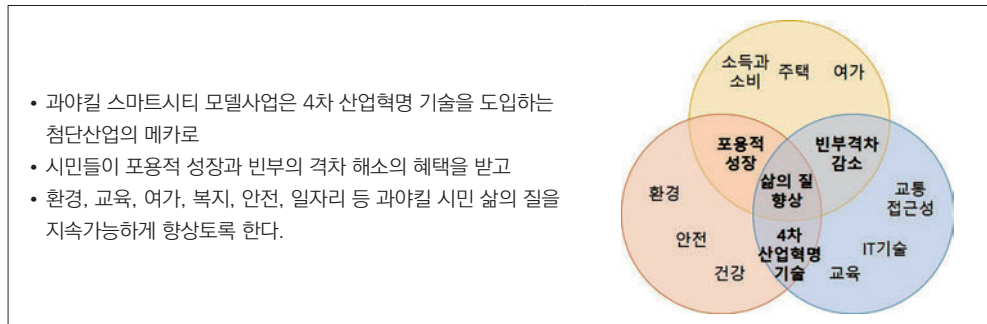 • 과야킬 스마트시티 모델사업은 4차 산업혁명 기술을 도입하는
첨단산업의 메카로
• 시민들이 포용적 성장과 빈부의 격차 해소의 혜택을 받고
• 환경, 교육, 여가, 복지, 안전, 일자리 등 과야킬 시민 삶의 질을
지속가능하게 향상토록 한다.
소득과
소비
주택
여가
포용적
성장
빈부격차
감소
삶의 질
향상
환경
안전
건강
4차
산업혁명
기술
교통
접근성
IT기술
교육